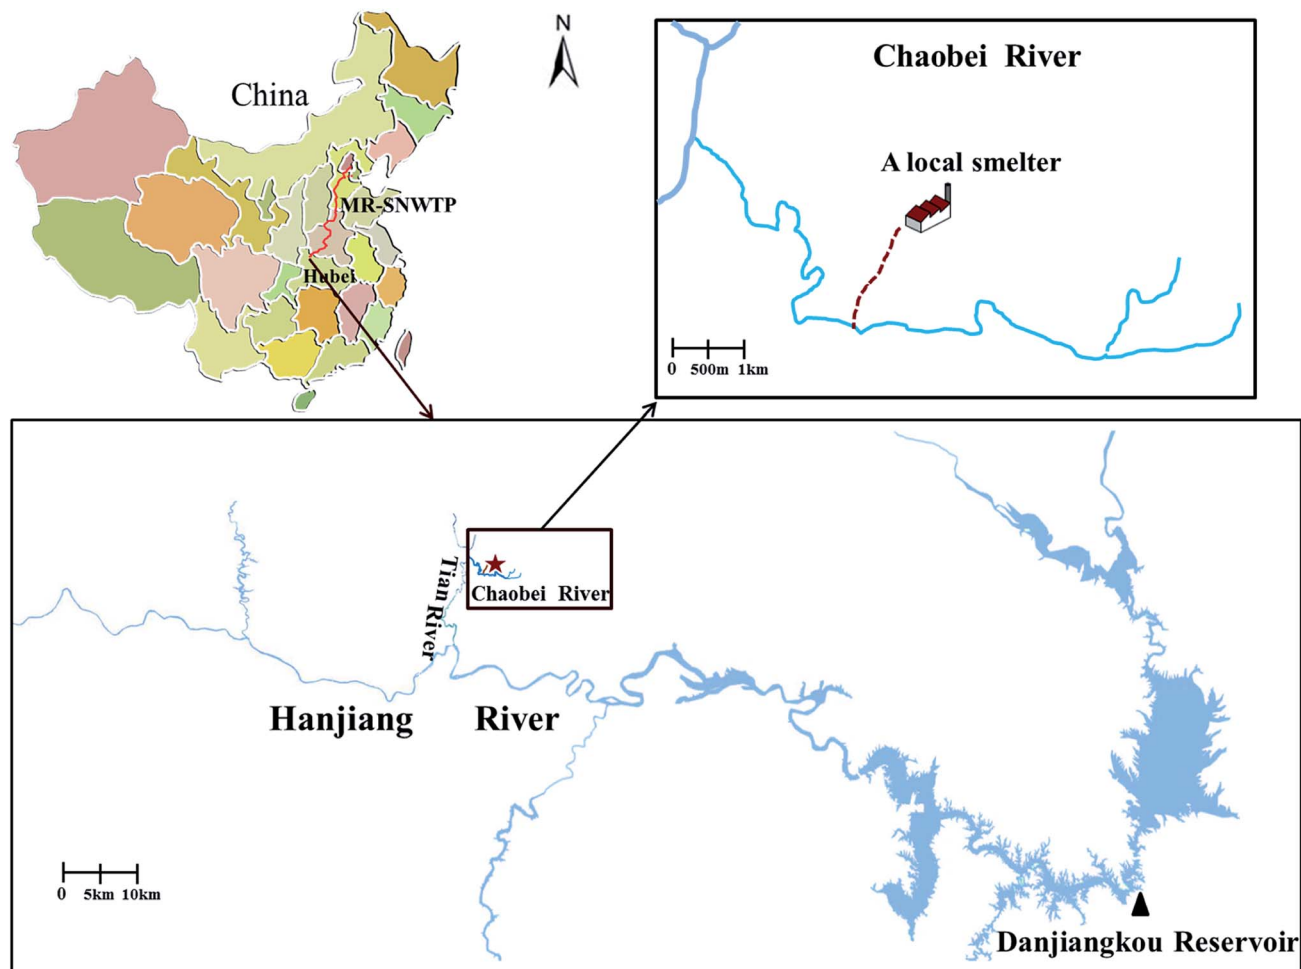 N
China
MR-SNWTP
Hubei
Chaobei River
A local smelter
0 500m 1km
Tian River
Chaobei River
Hanjiang River
0 5km 10km
Danjiangkou Reservoir